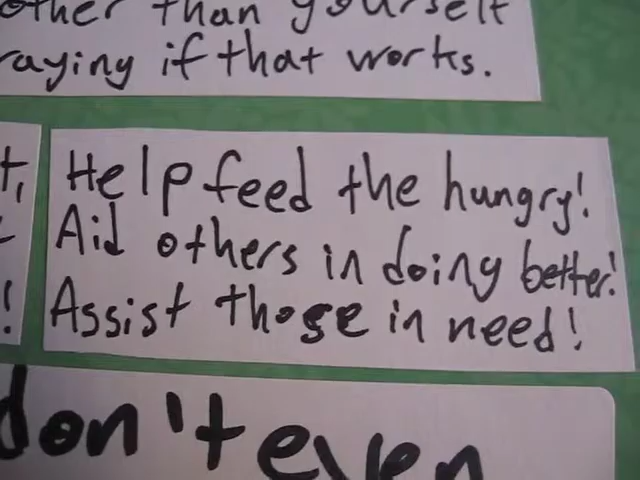 other than yourself
raying if that works.
t,
!
Help feed the hungry!
Aid others in doing better!
Assist those in need!
don't even